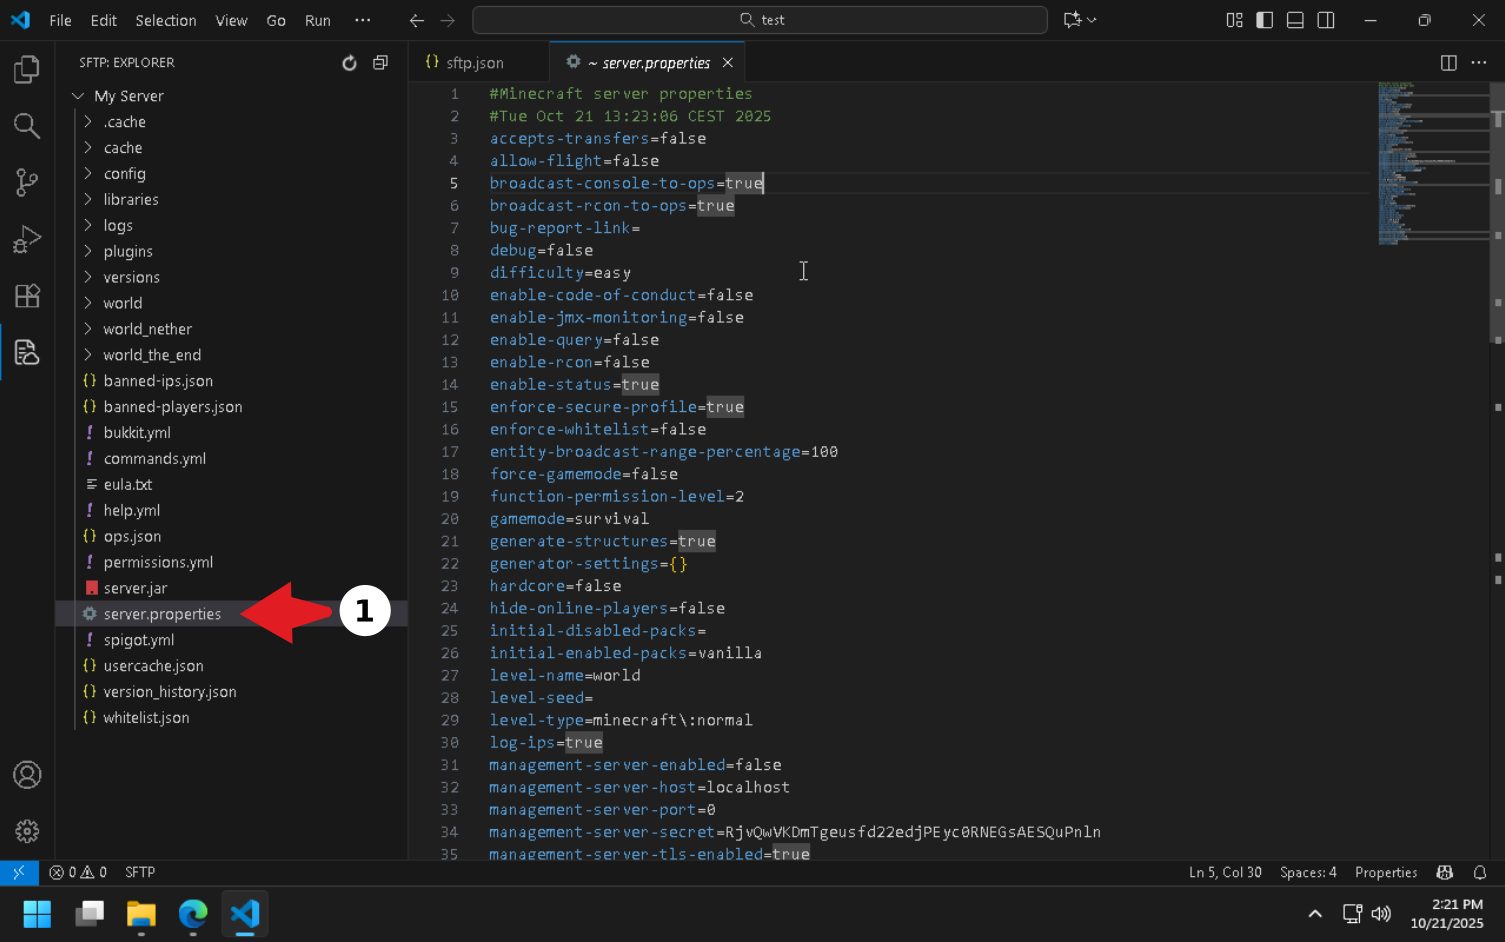 File Edit Selection View Go Run ···
test
SFTP: EXPLORER
My Server
.cache
cache
config
libraries
logs
plugins
versions
world
world_nether
world_the_end
{} banned-ips.json
{} banned-players.json
! bukkit.yml
! commands.yml
eula.txt
! help.yml
{} ops.json
! permissions.yml
server.jar
server.properties
! spigot.yml
{} usercache.json
{} version_history.json
{} whitelist.json
1
{} sftp.json
~ server.properties
1 #Minecraft server properties
2 #Tue Oct 21 13:23:06 CEST 2025
3 accepts-transfers=false
4 allow-flight=false
5 broadcast-console-to-ops=true
6 broadcast-rcon-to-ops=true
7 bug-report-link=
8 debug=false
9 difficulty=easy
10 enable-code-of-conduct=false
11 enable-jmx-monitoring=false
12 enable-query=false
13 enable-rcon=false
14 enable-status=true
15 enforce-secure-profile=true
16 enforce-whitelist=false
17 entity-broadcast-range-percentage=100
18 force-gamemode=false
19 function-permission-level=2
20 gamemode=survival
21 generate-structures=true
22 generator-settings={}
23 hardcore=false
24 hide-online-players=false
25 initial-disabled-packs=
26 initial-enabled-packs=vanilla
27 level-name=world
28 level-seed=
29 level-type=minecraft\:normal
30 log-ips=true
31 management-server-enabled=false
32 management-server-host=localhost
33 management-server-port=0
34 management-server-secret=RjvQwVKDmTgeusfd22edjPEyc0RNEGsAESQuPnln
35 management-server-tls-enabled=true
0 0 SFTP
Ln 5, Col 30 Spaces: 4 Properties
2:21 PM
10/21/2025